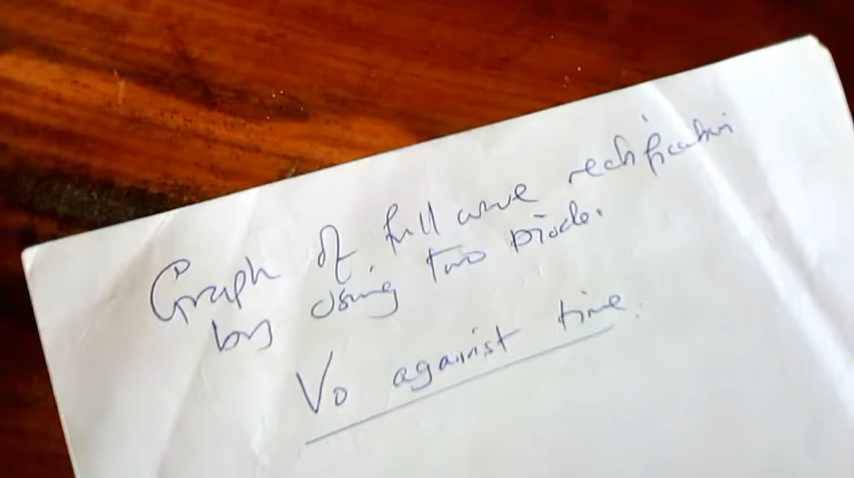 Graph of full wave rectification
by using two Diode.
Vo against time.